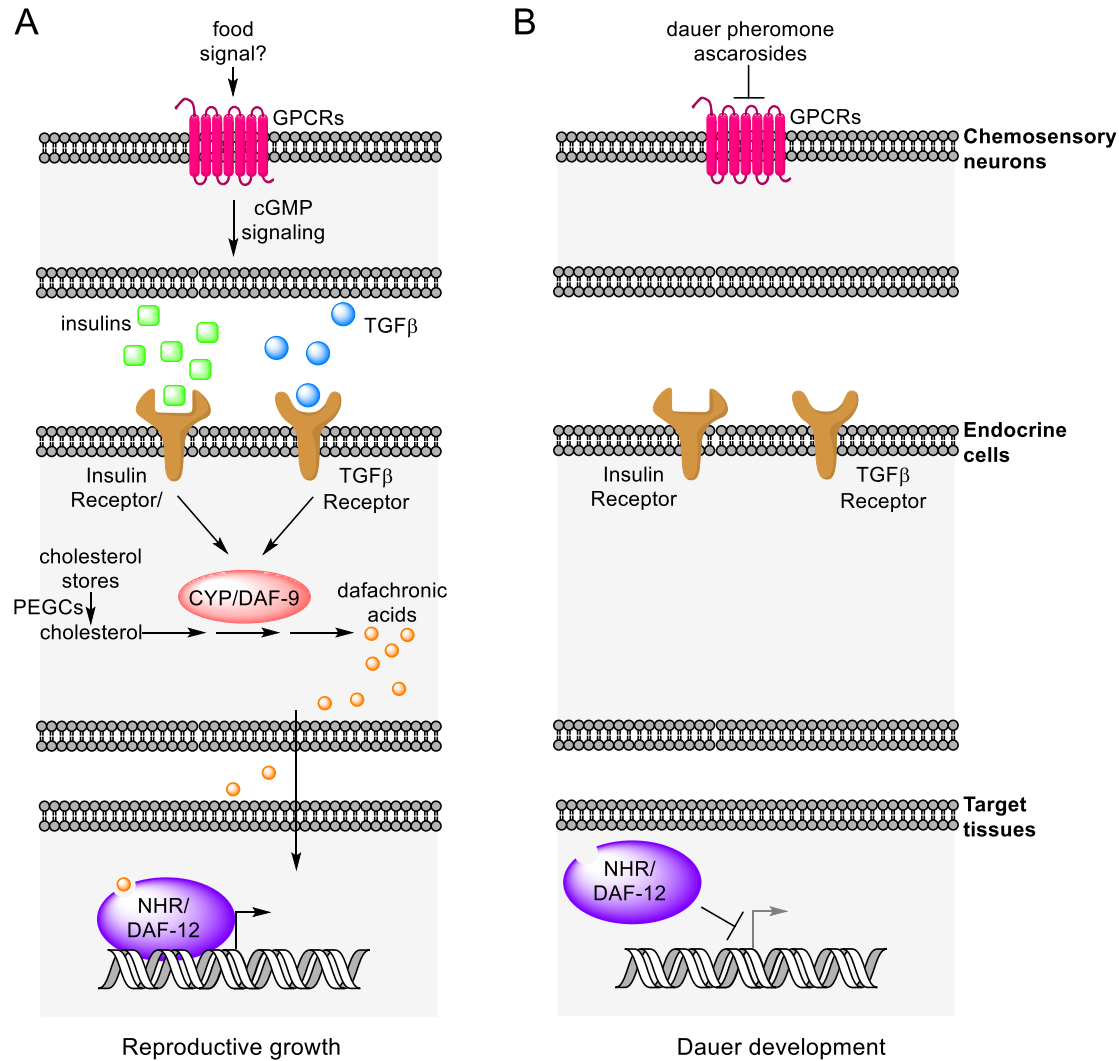 A
food
signal?
GPCRs
cGMP
signaling
insulins
TGFβ
Insulin
Receptor/
TGFβ
Receptor
cholesterol
stores
PEGCs
cholesterol
CYP/DAF-9
dafachronic
acids
NHR/
DAF-12
Reproductive growth
B
dauer pheromone
ascarosides
GPCRs
Chemosensory
neurons
Insulin
Receptor
TGFβ
Receptor
Endocrine
cells
Target
tissues
NHR/
DAF-12
Dauer development